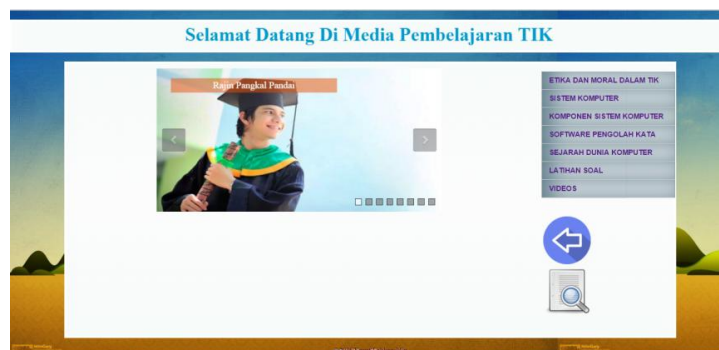 Selamat Datang Di Media Pembelajaran TIK
Rajin Pangkal Pandai
ETIKA DAN MORAL DALAM TIK
SISTEM KOMPUTER
KOMPONEN SISTEM KOMPUTER
SOFTWARE PENGOLAH KATA
SEJARAH DUNIA KOMPUTER
LATIHAN SOAL
VIDEOS